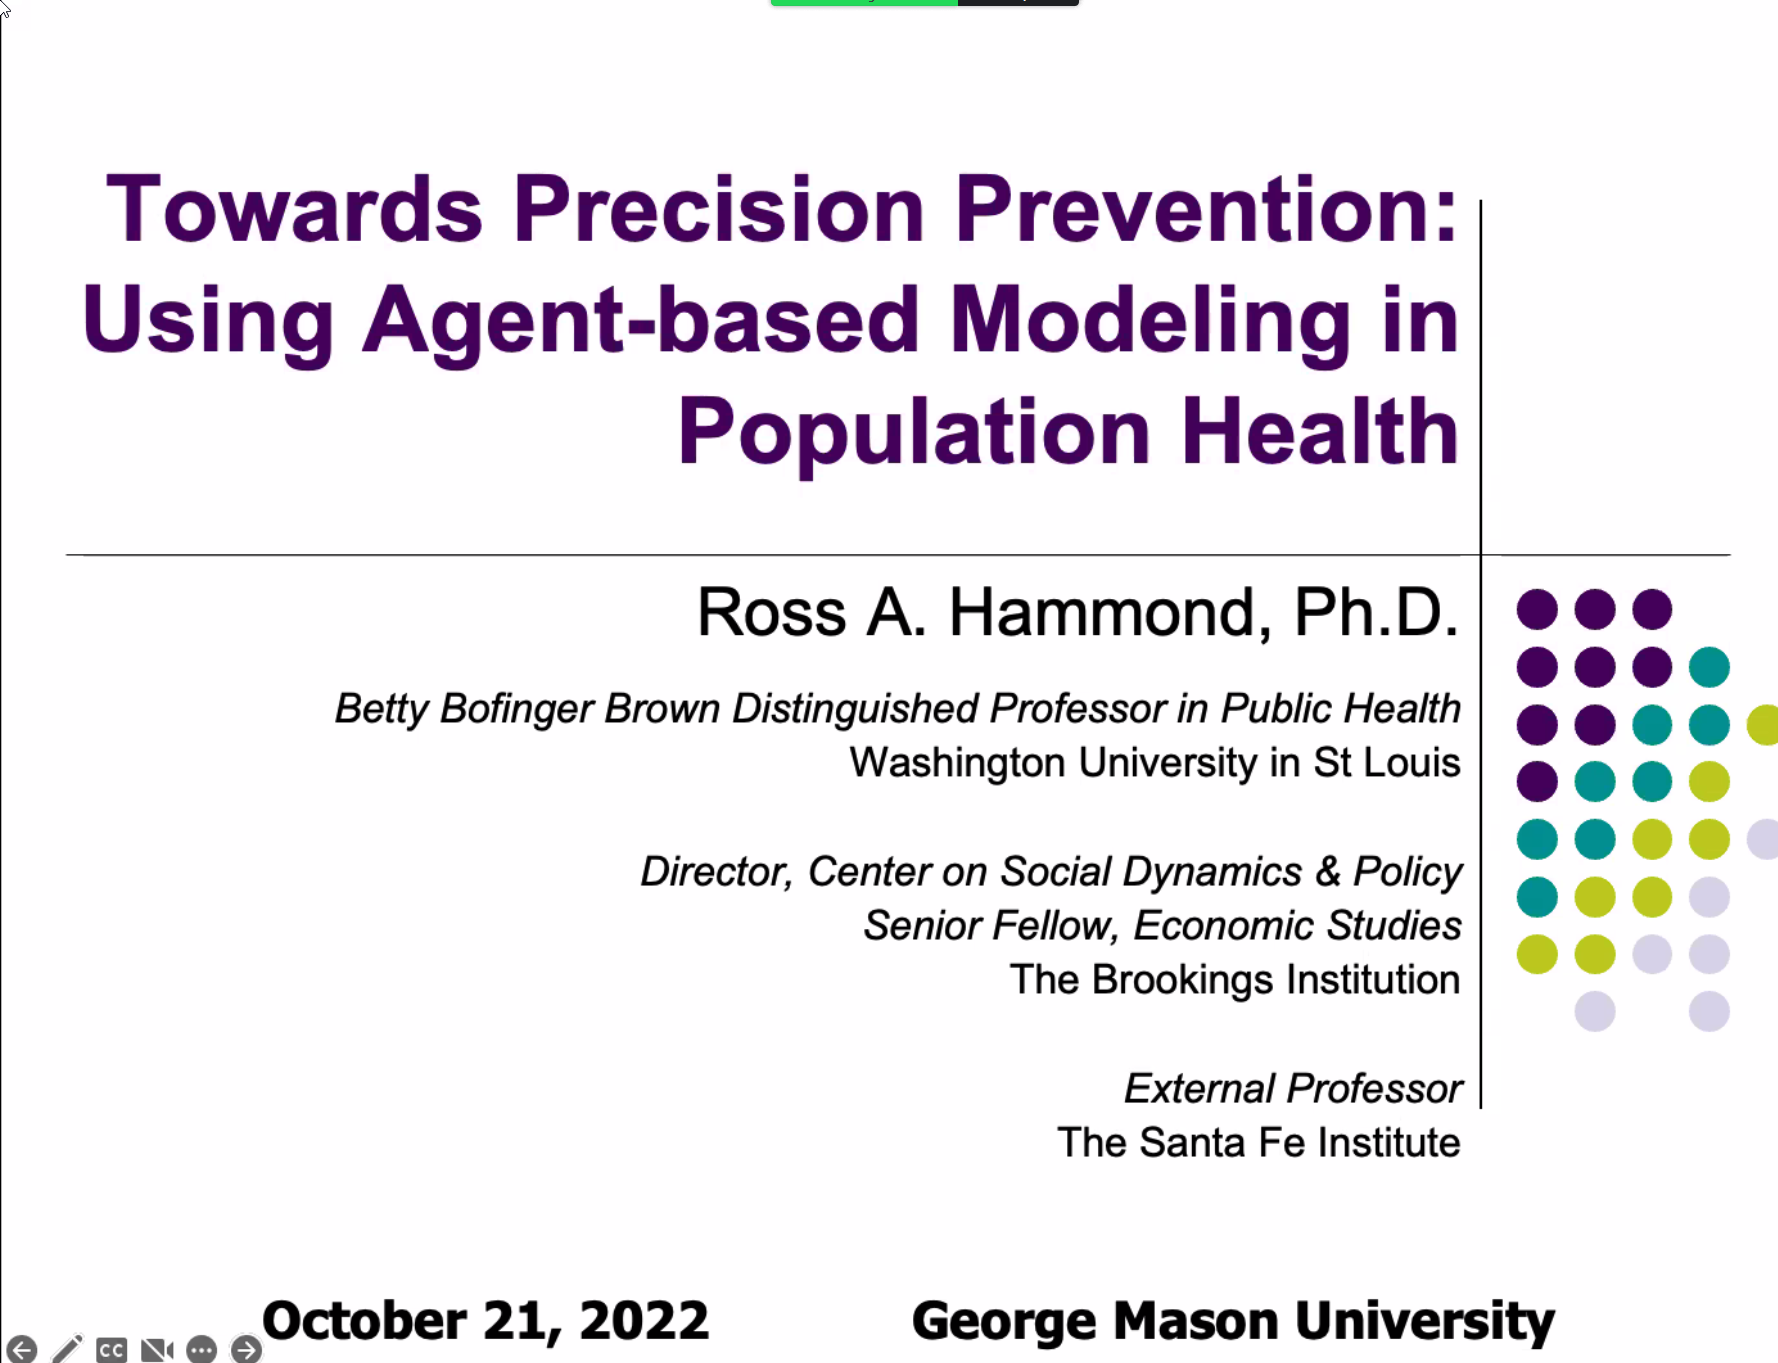 Towards Precision Prevention:
Using Agent-based Modeling in
Population Health
Ross A. Hammond, Ph.D.
Betty Bofinger Brown Distinguished Professor in Public Health
Washington University in St Louis
Director, Center on Social Dynamics & Policy
Senior Fellow, Economic Studies
The Brookings Institution
External Professor
The Santa Fe Institute
October 21, 2022
George Mason University
CC